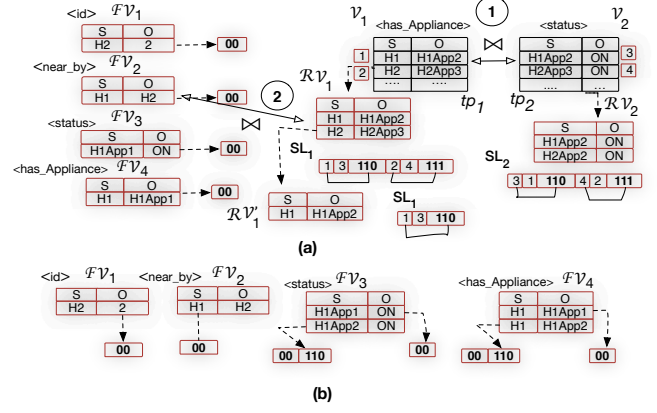 <id> FV1
S O
H2 2
00
<near_by> FV2
S O
H1 H2
00
<status> FV3
S O
H1App1 ON
00
<has_Appliance> FV4
S O
H1App1
00
2
⋈
V1 <has_Appliance>
S O
1 H1 H1App2
2 H2 H2App3
..... .....
tp1
1
⋈
<status> V2
S O
H1App2 ON 3
H2App3 ON 4
..... ....
tp2
RV1
S O
H1 H1App2
H2 H2App3
SL1
1 3 110 2 4 111
RV'1
S O
H1 H1App2
SL1
1 3 110
RV2
S O
H1App2 ON
H2App2 ON
SL2
3 1 110 4 2 111
(a)
<id> FV1
S O
H2 2
00
<near_by> FV2
S O
H1 H2
00
<status> FV3
S O
H1App1 ON
H1App2 ON
00 110
00
<has_Appliance> FV4
S O
H1 H1App1
H1 H1App2
00 110
00
(b)